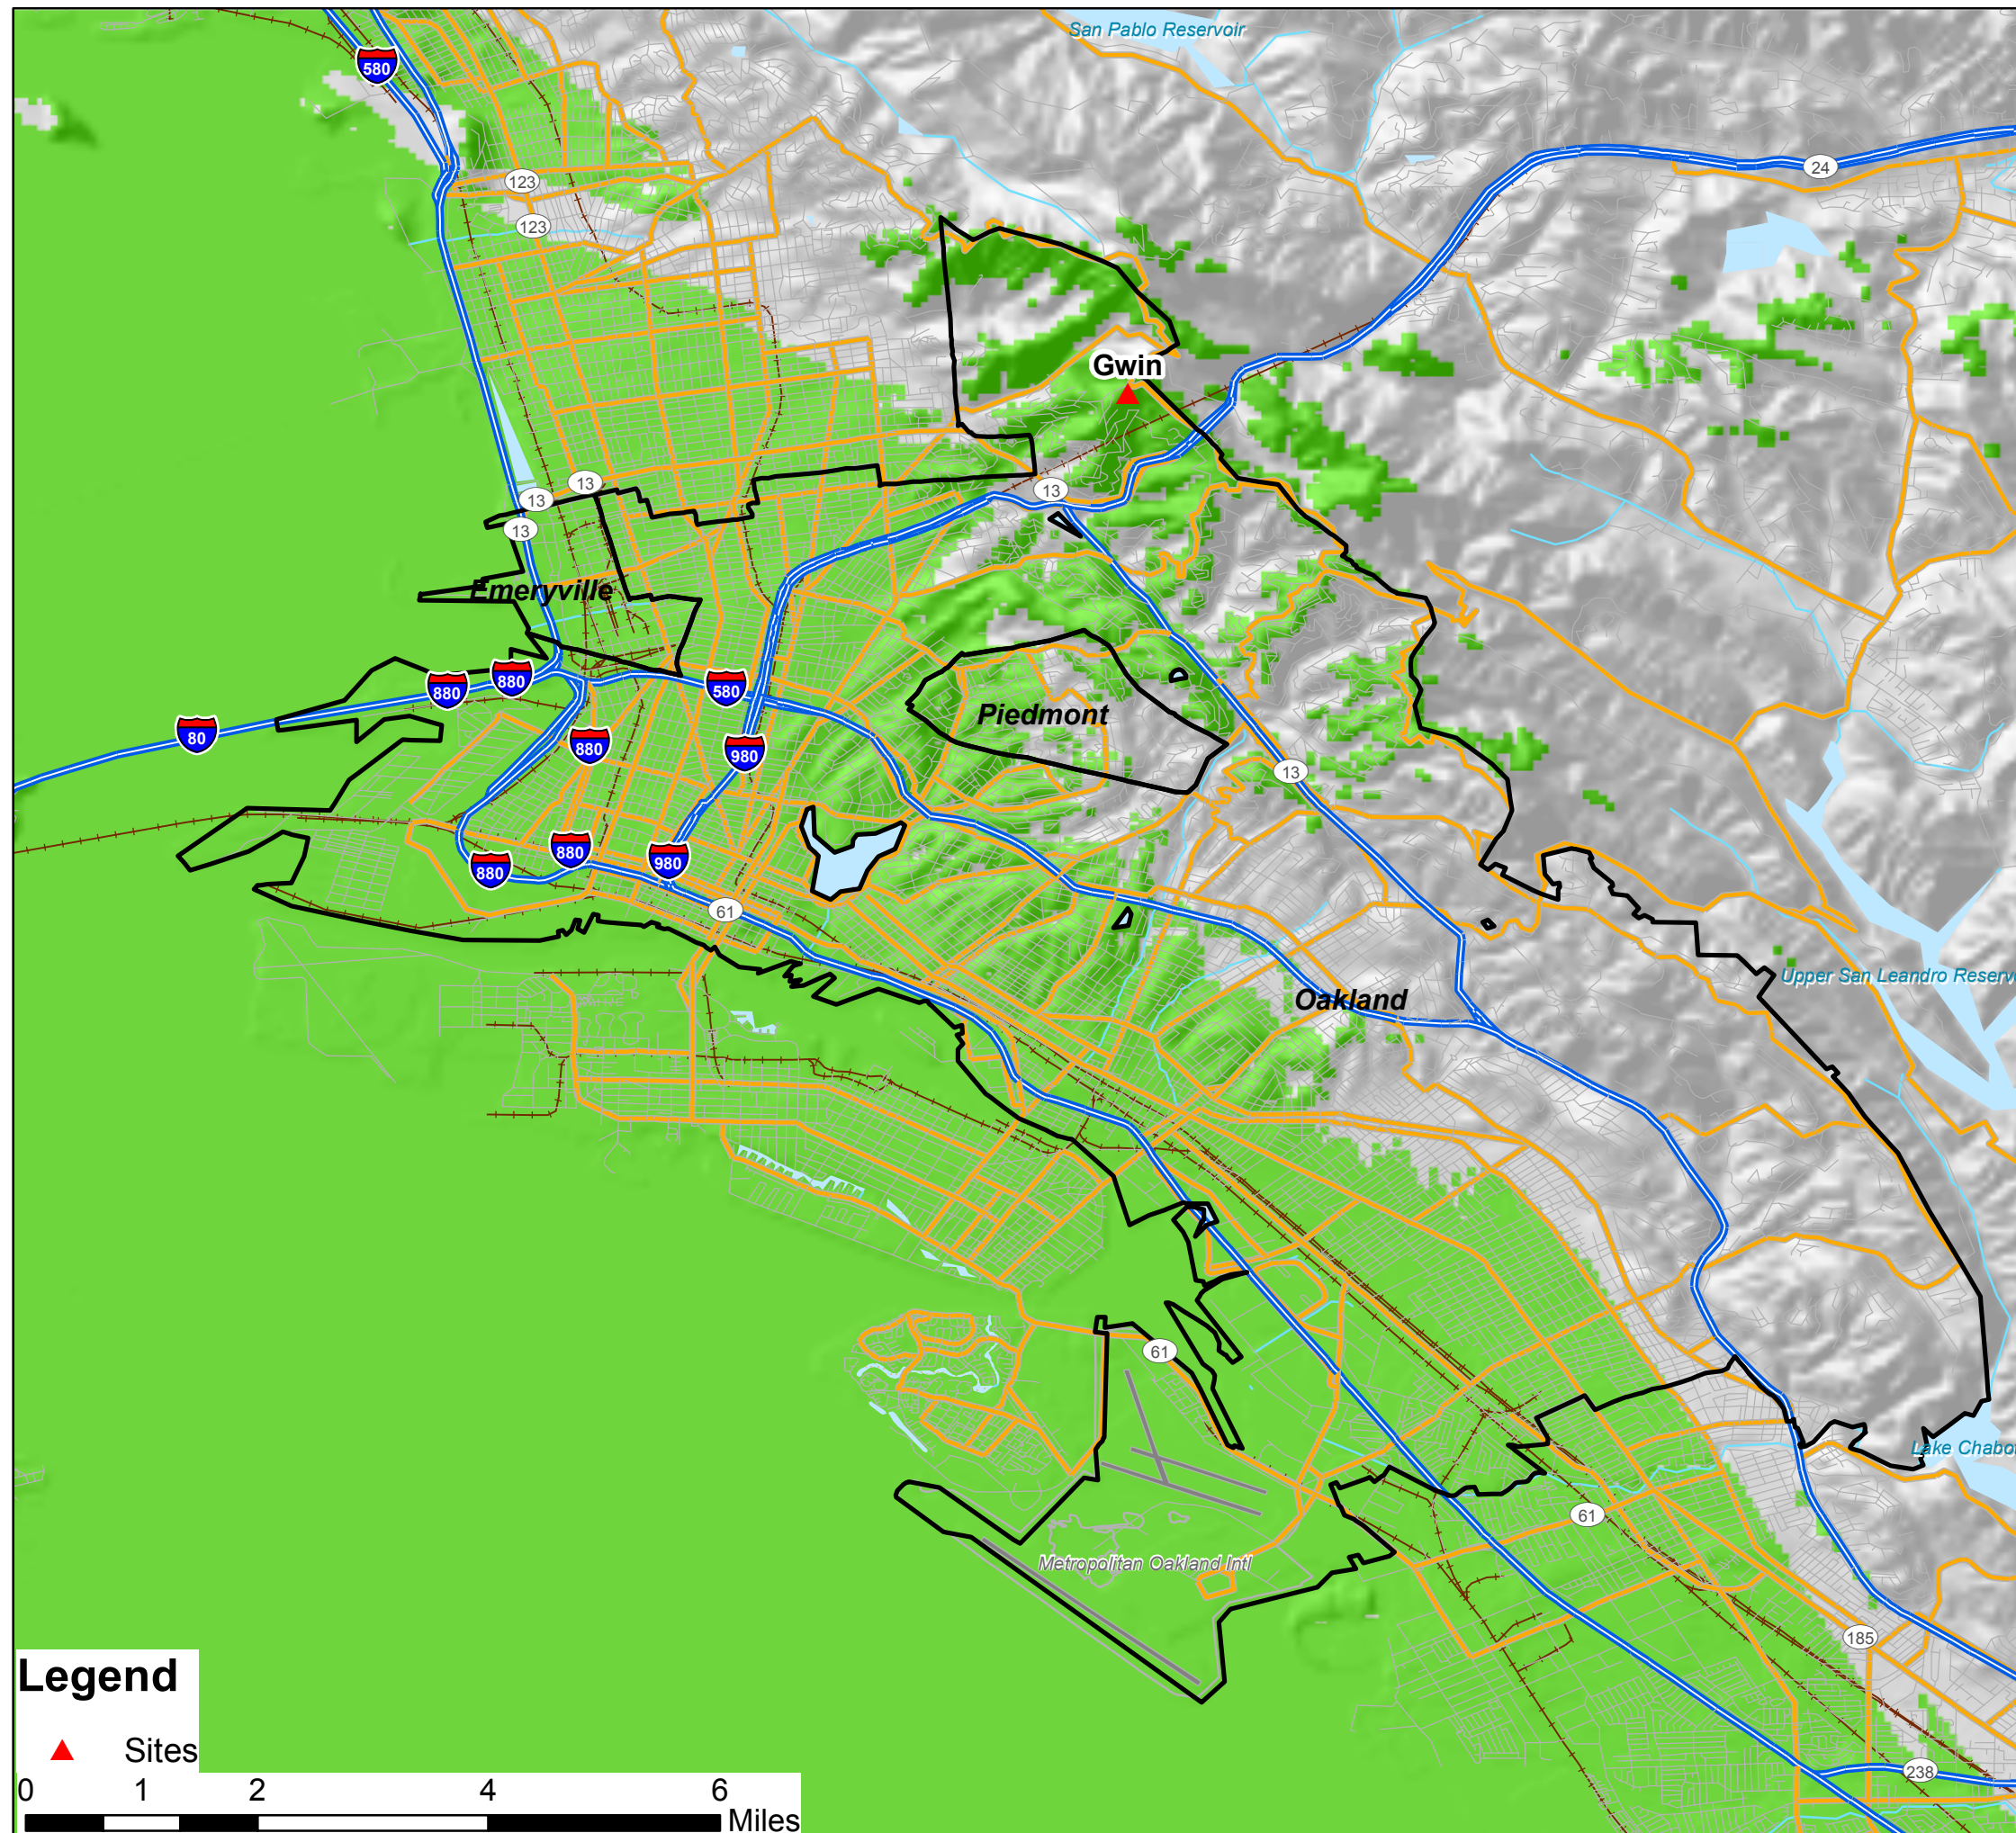 San Pablo Reservoir
580
24
123
123
Gwin
13
13
13
13
Emeryville
880
880
580
Piedmont
80
880
980
13
880
980
880
61
Upper San Leandro Reserv
Oakland
61
Lake Chabo
61
Metropolitan Oakland Intl
185
238
Legend
Sites
0 1 2 4 6
Miles